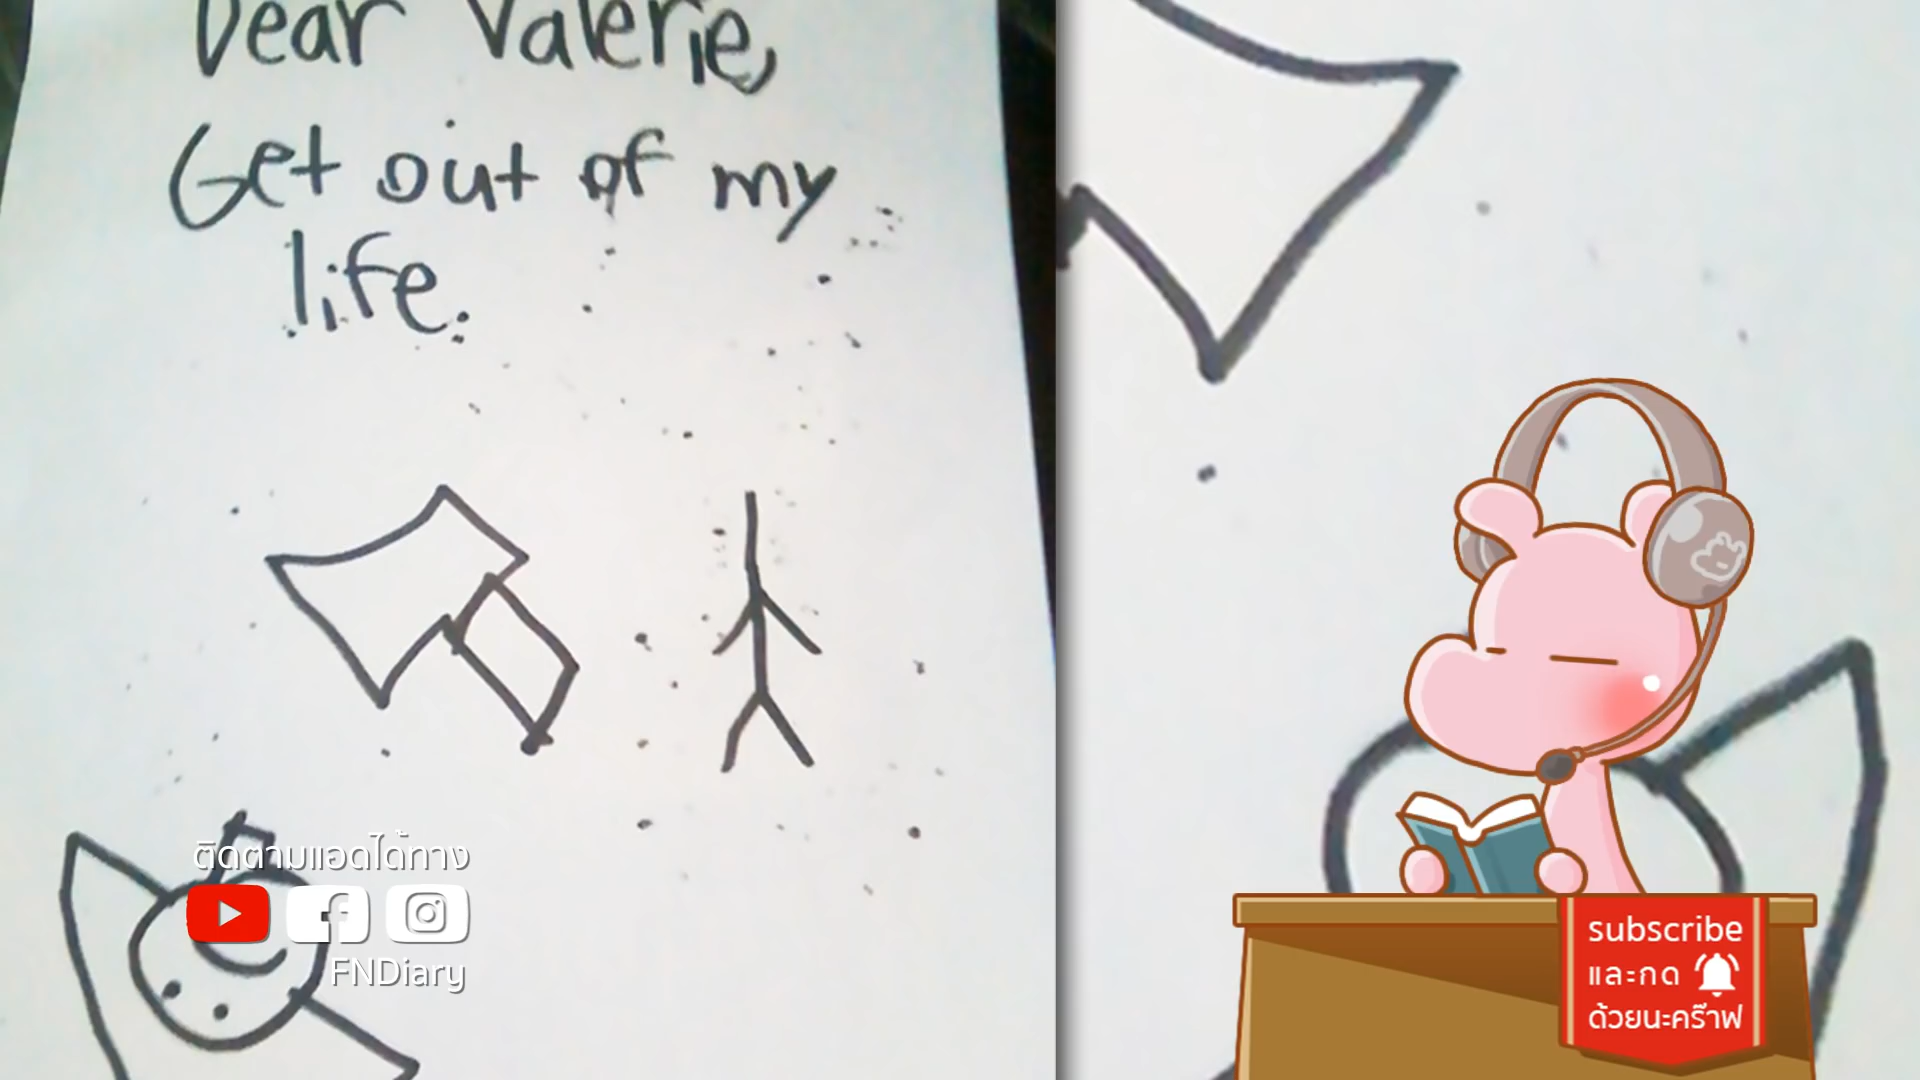 Dear Valerie,
Get out of my
life.
ติดตามแอดได้ทาง
FNDiary
subscribe
และกด
ด้วยนะคร๊าฟ